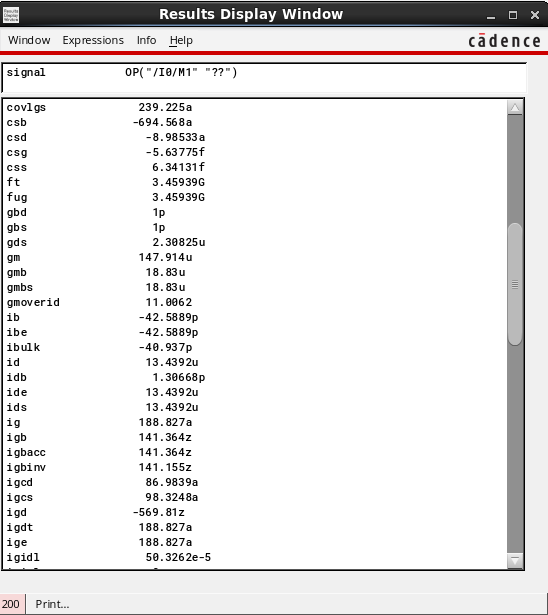 Results Display Window
Results Display Window
Window Expressions Info Help
cādence
signal OP("/I0/M1" "??")
covlgs 239.225a
csb -694.568a
csd -8.98533a
csg -5.63775f
css 6.34131f
ft 3.45939G
fug 3.45939G
gbd 1p
gbs 1p
gds 2.30825u
gm 147.914u
gmb 18.83u
gmbs 18.83u
gmoverid 11.0062
ib -42.5889p
ibe -42.5889p
ibulk -40.937p
id 13.4392u
idb 1.30668p
ide 13.4392u
ids 13.4392u
ig 188.827a
igb 141.364z
igbacc 141.364z
igbinv 141.155z
igcd 86.9839a
igcs 98.3248a
igd -569.81z
igdt 188.827a
ige 188.827a
igidl 50.3262e-5
200 Print...